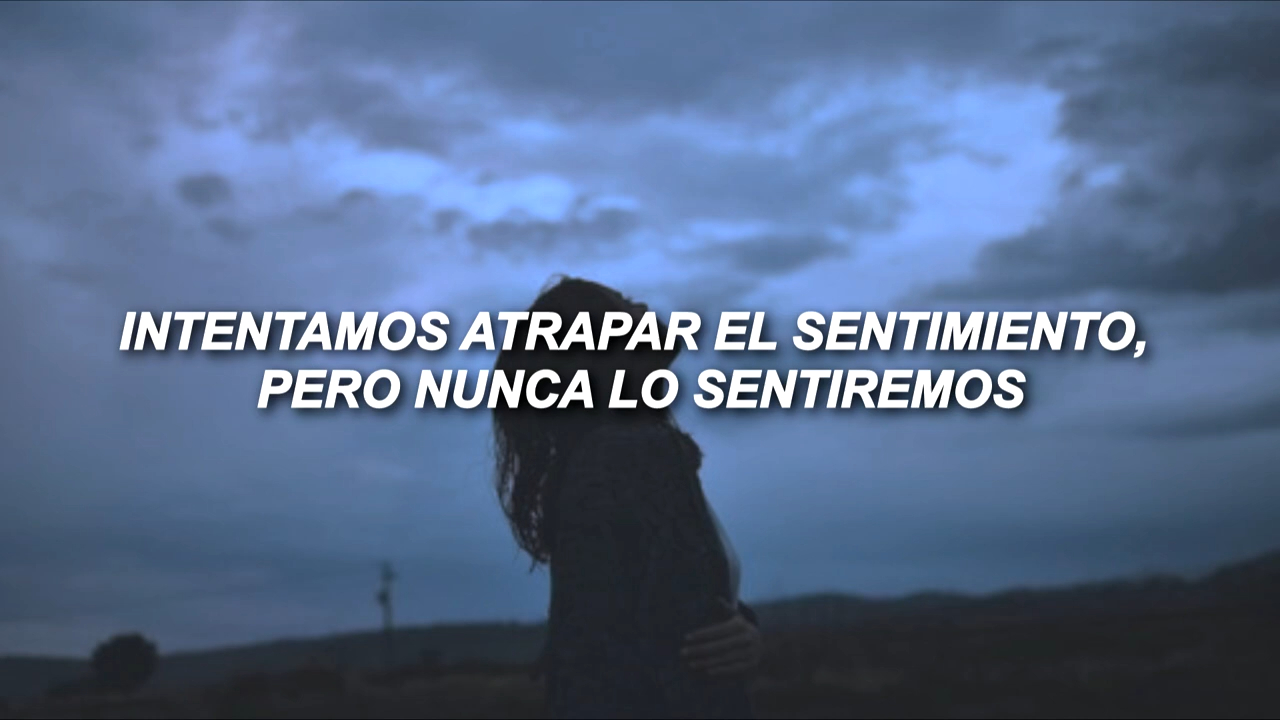 INTENTAMOS ATRAPAR EL SENTIMIENTO,
PERO NUNCA LO SENTIREMOS